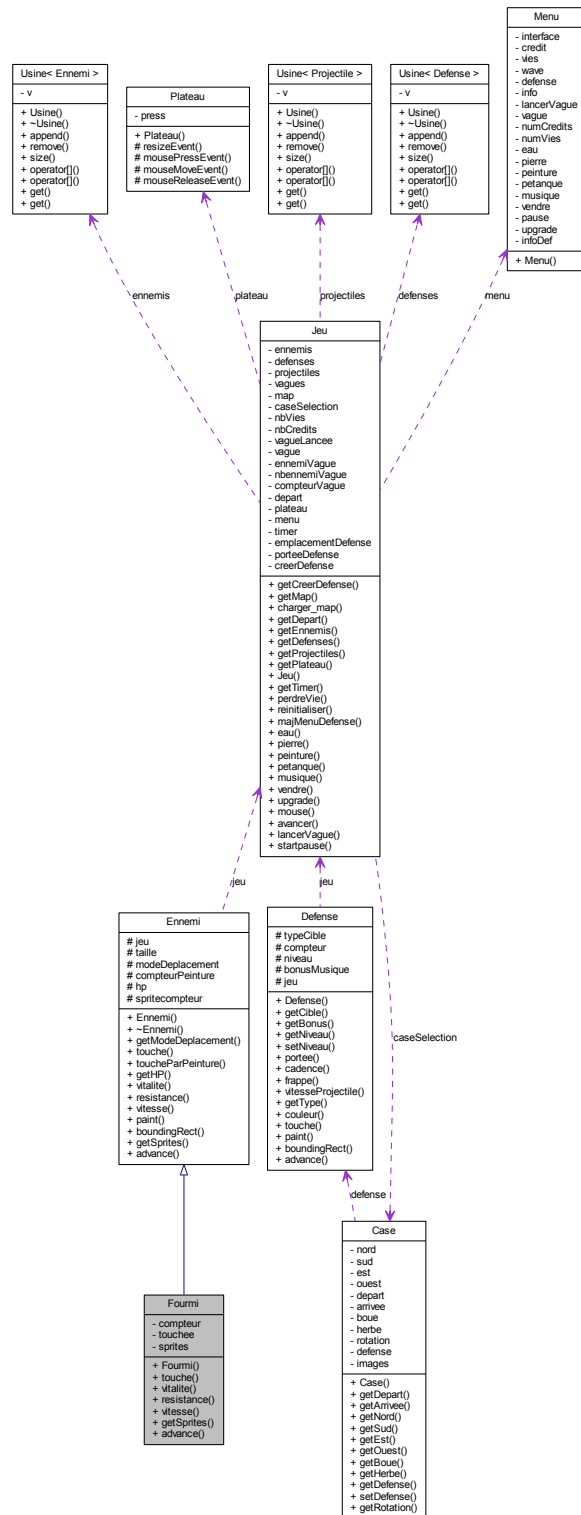 Usine< Ennemi >
- v
+ Usine()
+ ~Usine()
+ append()
+ remove()
+ size()
+ operator[]()
+ operator[]()
+ get()
+ get()
Plateau
- press
+ Plateau()
# resizeEvent()
# mousePressEvent()
# mouseMoveEvent()
# mouseReleaseEvent()
Usine< Projectile >
- v
+ Usine()
+ ~Usine()
+ append()
+ remove()
+ size()
+ operator[]()
+ operator[]()
+ get()
+ get()
Usine< Defense >
- v
+ Usine()
+ ~Usine()
+ append()
+ remove()
+ size()
+ operator[]()
+ operator[]()
+ get()
+ get()
Menu
- interface
- credit
- vies
- wave
- defense
- info
- lancerVague
- vague
- numCredits
- numVies
- eau
- pierre
- peinture
- petanque
- musique
- vendre
- pause
- upgrade
- infoDef
+ Menu()
ennemis
plateau
projectiles
defenses
menu
Jeu
- ennemis
- defenses
- projectiles
- vagues
- map
- caseSelection
- nbVies
- nbCredits
- vagueLancee
- vague
- ennemiVague
- nbennemiVague
- compteurVague
- depart
- plateau
- menu
- timer
- emplacementDefense
- porteeDefense
- creerDefense
+ getCreerDefense()
+ getMap()
+ charger_map()
+ getDepart()
+ getEnnemis()
+ getDefenses()
+ getProjectiles()
+ getPlateau()
+ Jeu()
+ getTimer()
+ perdreVie()
+ reinitialiser()
+ majMenuDefense()
+ eau()
+ pierre()
+ peinture()
+ petanque()
+ musique()
+ vendre()
+ upgrade()
+ mouse()
+ avancer()
+ lancerVague()
+ startpause()
jeu
jeu
caseSelection
Ennemi
# jeu
# taille
# modeDeplacement
# compteurPeinture
# hp
# spritecompteur
+ Ennemi()
+ ~Ennemi()
+ getModeDeplacement()
+ touche()
+ toucheParPeinture()
+ getHP()
+ vitalite()
+ resistance()
+ vitesse()
+ paint()
+ boundingRect()
+ getSprites()
+ advance()
Defense
# typeCible
# compteur
# niveau
# bonusMusique
# jeu
+ Defense()
+ getCible()
+ getBonus()
+ getNiveau()
+ setNiveau()
+ portee()
+ cadence()
+ frappe()
+ vitesseProjectile()
+ getType()
+ couleur()
+ touche()
+ paint()
+ boundingRect()
+ advance()
defense
Fourmi
- compteur
- touchee
- sprites
+ Fourmi()
+ touche()
+ vitalite()
+ resistance()
+ vitesse()
+ getSprites()
+ advance()
Case
- nord
- sud
- est
- ouest
- depart
- arrivee
- boue
- herbe
- rotation
- defense
- images
+ Case()
+ getDepart()
+ getArrivee()
+ getNord()
+ getSud()
+ getEst()
+ getOuest()
+ getBoue()
+ getHerbe()
+ getDefense()
+ setDefense()
+ getRotation()